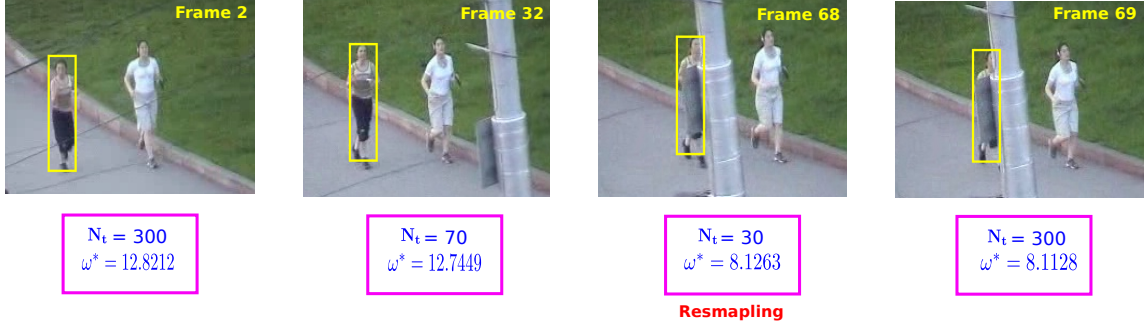 Frame 2
Frame 32
Frame 68
Frame 69
Nt = 300
ω* = 12.8212
Nt = 70
ω* = 12.7449
Nt = 30
ω* = 8.1263
Nt = 300
ω* = 8.1128
Resmapling